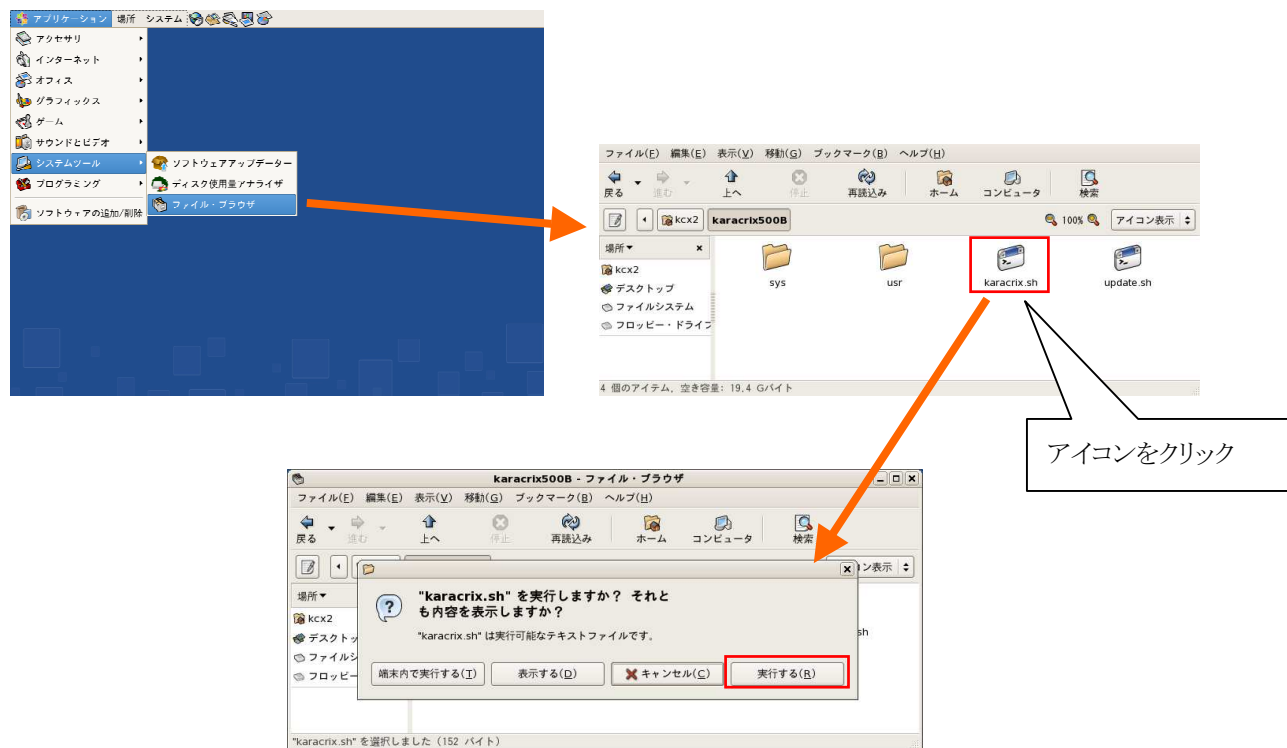 アプリケーション 場所 システム
アクセサリ
インターネット
オフィス
グラフィックス
ゲーム
サウンドとビデオ
システムツール
プログラミング
ソフトウェアの追加/削除
ソフトウェアアップデーター
ディスク使用量アナライザ
ファイル・ブラウザ
ファイル(F) 編集(E) 表示(V) 移動(G) ブックマーク(B) ヘルプ(H)
戻る 進む 上へ 停止 再読込み ホーム コンピュータ 検索
kcx2 karacrix500B 100% アイコン表示
場所
kcx2
デスクトップ
ファイルシステム
フロッピー・ドライブ
sys usr karacrix.sh update.sh
4 個のアイテム, 空き容量: 19.4 Gバイト
アイコンをクリック
karacrix500B - ファイル・ブラウザ
ファイル(F) 編集(E) 表示(V) 移動(G) ブックマーク(B) ヘルプ(H)
戻る 進む 上へ 停止 再読込み ホーム コンピュータ 検索
ン表示
場所
kcx2
デスクトッ
ファイルシ
フロッピー
sh
"karacrix.sh" を実行しますか? それと
も内容を表示しますか?
"karacrix.sh" は実行可能なテキストファイルです。
端末内で実行する(T) 表示する(D) キャンセル(C) 実行する(R)
"karacrix.sh" を選択しました (152 バイト)